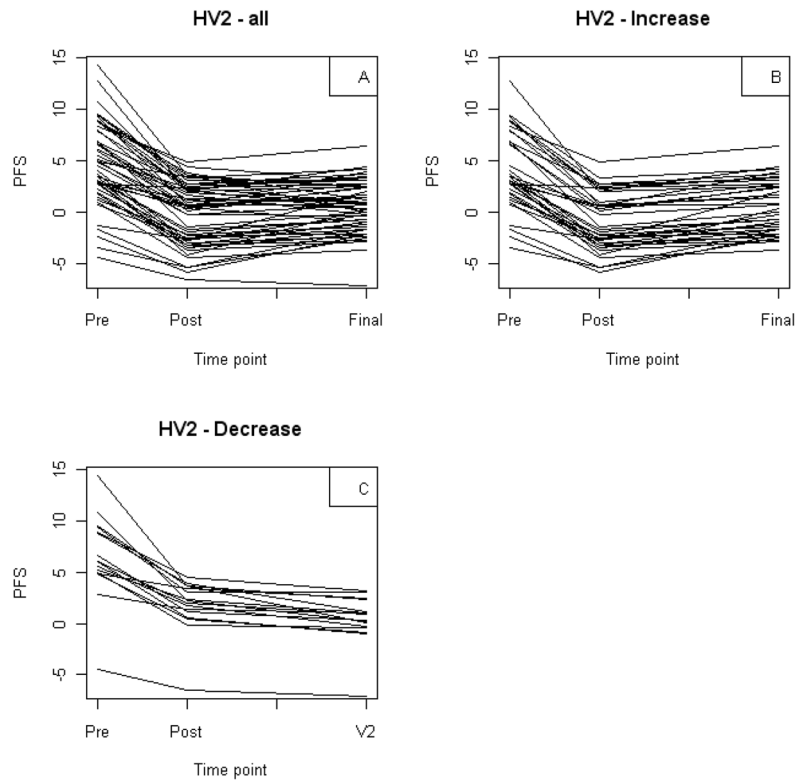 HV2 - all
A
PFS
15
10
5
0
-5
Pre Post Final
Time point
HV2 - Increase
B
PFS
15
10
5
0
-5
Pre Post Final
Time point
HV2 - Decrease
C
PFS
15
10
5
0
-5
Pre Post V2
Time point